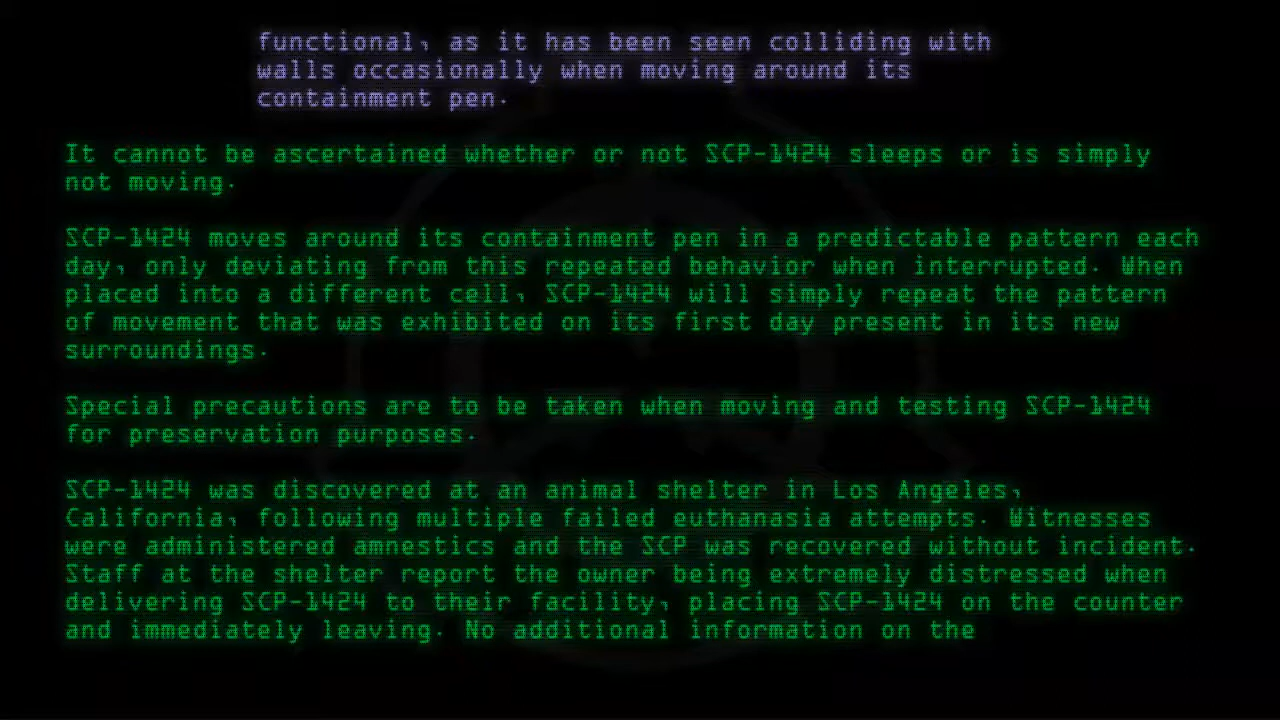 functional, as it has been seen colliding with
walls occasionally when moving around its
containment pen.
It cannot be ascertained whether or not SCP-1424 sleeps or is simply
not moving.
SCP-1424 moves around its containment pen in a predictable pattern each
day, only deviating from this repeated behavior when interrupted. When
placed into a different cell, SCP-1424 will simply repeat the pattern
of movement that was exhibited on its first day present in its new
surroundings.
Special precautions are to be taken when moving and testing SCP-1424
for preservation purposes.
SCP-1424 was discovered at an animal shelter in Los Angeles,
California, following multiple failed euthanasia attempts. Witnesses
were administered amnestics and the SCP was recovered without incident.
Staff at the shelter report the owner being extremely distressed when
delivering SCP-1424 to their facility, placing SCP-1424 on the counter
and immediately leaving. No additional information on the